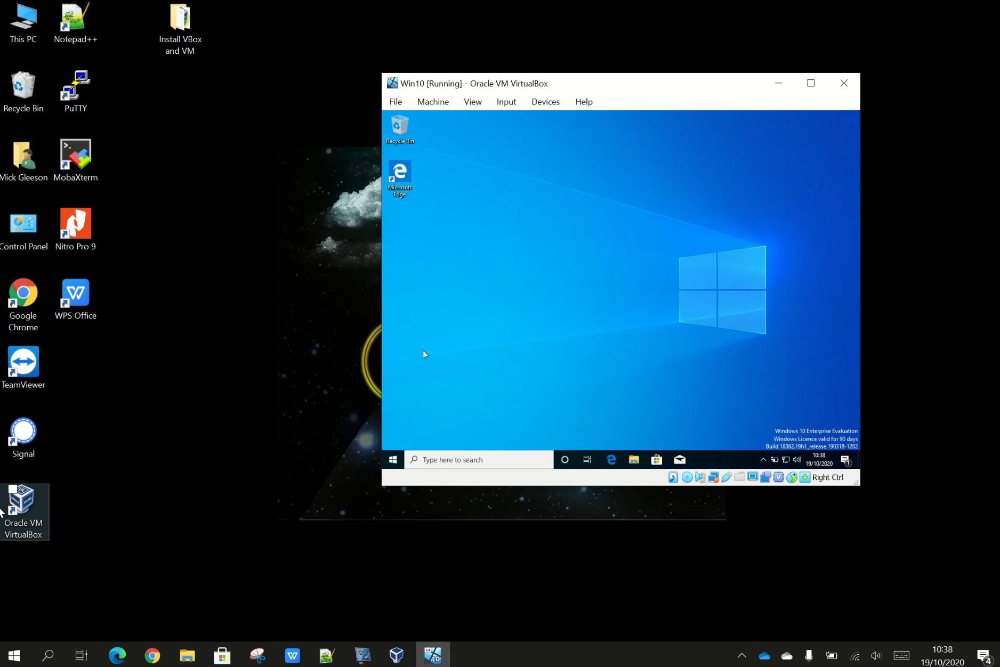 This PC
Notepad++
Install VBox
and VM
Recycle Bin
PuTTY
Mick Gleeson
MobaXterm
Control Panel
Nitro Pro 9
Google
Chrome
WPS Office
TeamViewer
Signal
Oracle VM
VirtualBox
Win10 [Running] - Oracle VM VirtualBox
File Machine View Input Devices Help
Recycle Bin
Microsoft
Edge
Windows 10 Enterprise Evaluation
Windows Licence valid for 90 days
Build 18362.19h1_release.190318-1202
Type here to search
10:38
19/10/2020
1
Right Ctrl
64
10
10:38
19/10/2020
4